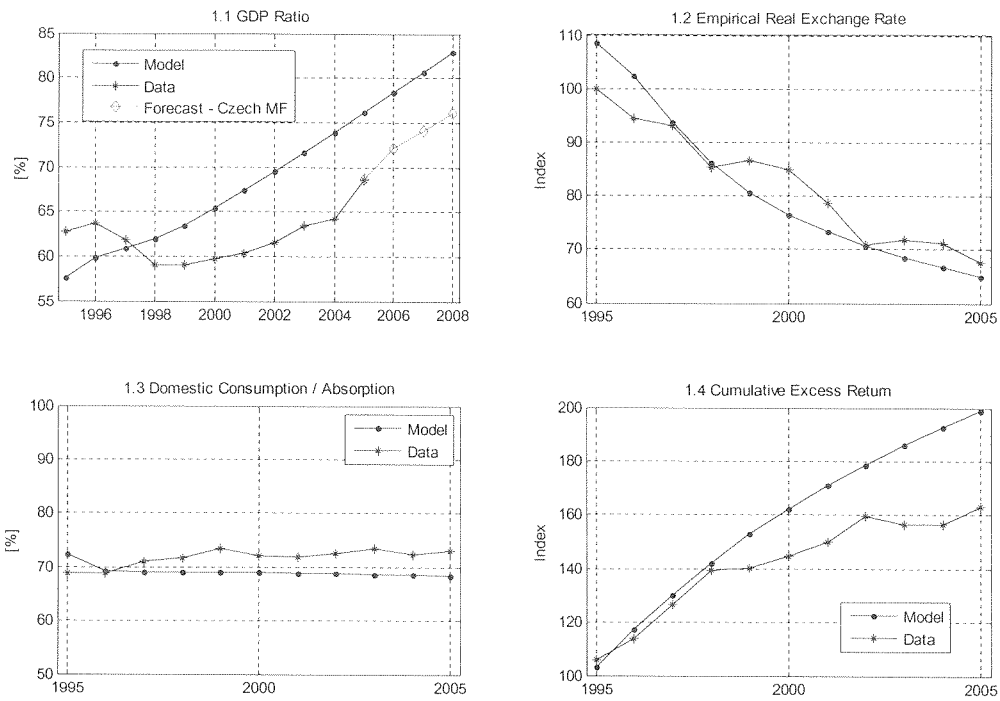 1.1 GDP Ratio
85
80
75
70
65
60
55
[%]
Model
Data
Forecast - Czech MF
1996 1998 2000 2002 2004 2006 2008
1.2 Empirical Real Exchange Rate
110
100
90
80
70
60
Index
1995 2000 2005
1.3 Domestic Consumption / Absorption
100
90
80
70
60
50
[%]
Model
Data
1995 2000 2005
1.4 Cumulative Excess Return
200
180
160
140
120
100
Index
Model
Data
1995 2000 2005